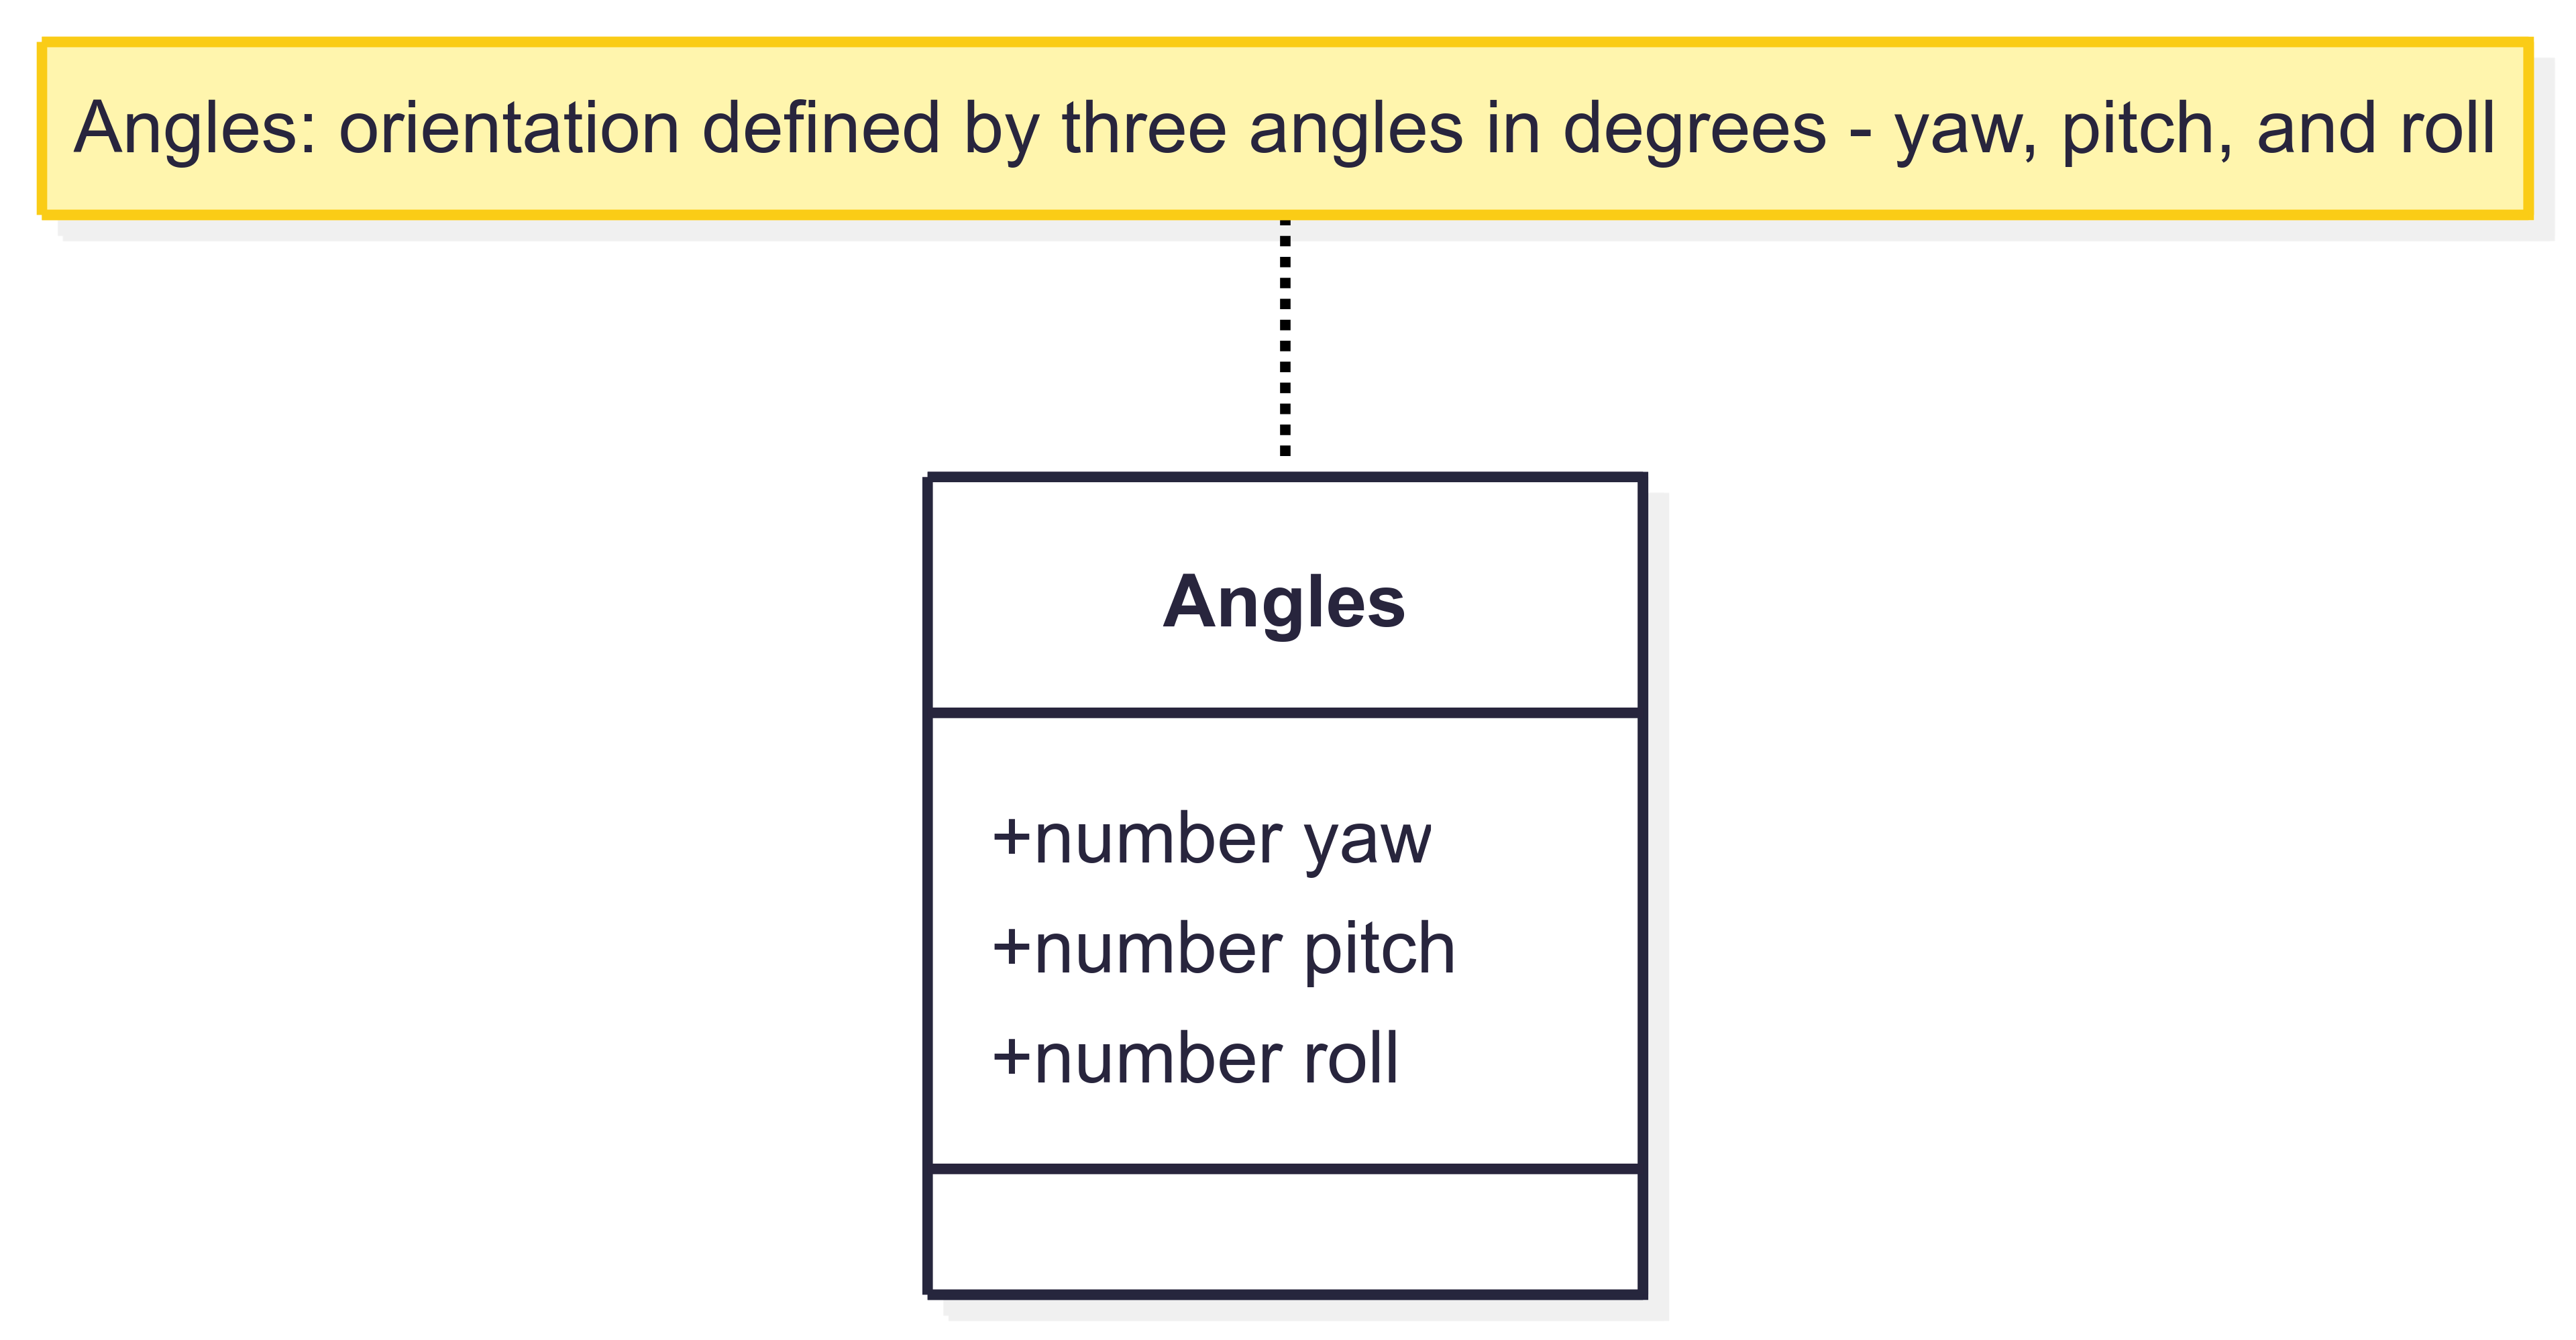 Angles: orientation defined by three angles in degrees - yaw, pitch, and roll
Angles
+number yaw
+number pitch
+number roll